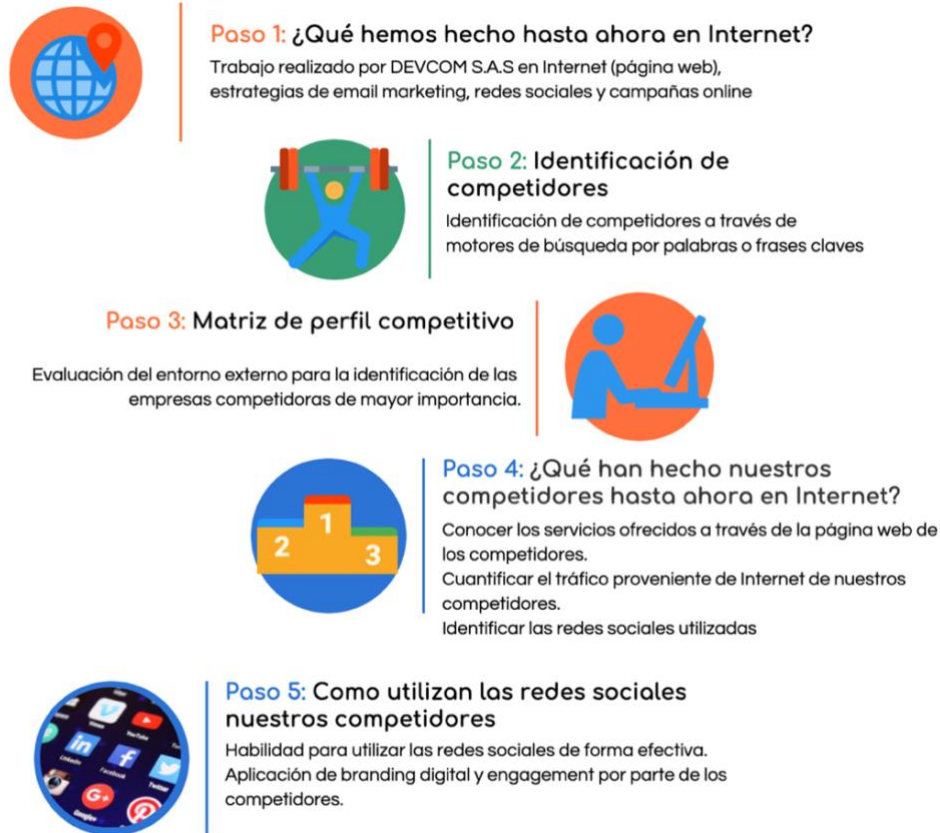 Paso 1: ¿Qué hemos hecho hasta ahora en Internet?
Trabajo realizado por DEVCOM S.A.S en Internet (página web),
estrategias de email marketing, redes sociales y campañas online
Paso 2: Identificación de
competidores
Identificación de competidores a través de
motores de búsqueda por palabras o frases claves
Paso 3: Matriz de perfil competitivo
Evaluación del entorno externo para la identificación de las
empresas competidoras de mayor importancia.
Paso 4: ¿Qué han hecho nuestros
competidores hasta ahora en Internet?
Conocer los servicios ofrecidos a través de la página web de
los competidores.
Cuantificar el tráfico proveniente de Internet de nuestros
competidores.
Identificar las redes sociales utilizadas
1
2
3
Paso 5: Como utilizan las redes sociales
nuestros competidores
Habilidad para utilizar las redes sociales de forma efectiva.
Aplicación de branding digital y engagement por parte de los
competidores.
Vimeo
YouTube
LinkedIn
Facebook
Twitter
Google+